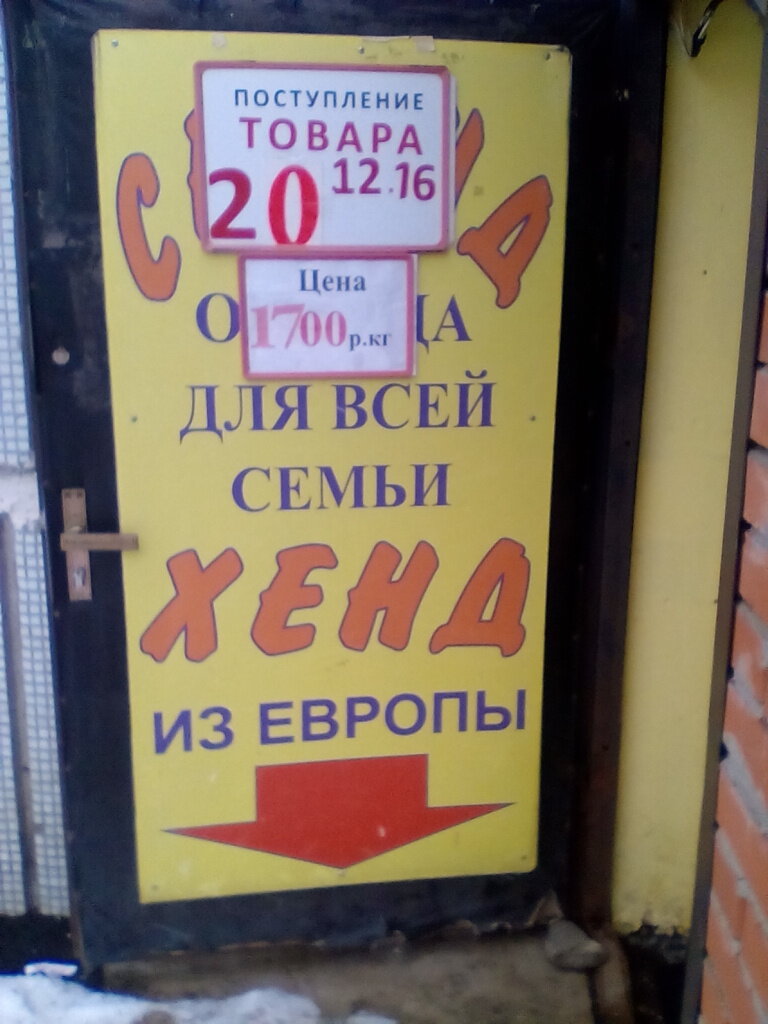 ПОСТУПЛЕНИЕ
ТОВАРА
20 12.16
Цена
1700р.кг
ДЛЯ ВСЕЙ
СЕМЬИ
ХЕНД
ИЗ ЕВРОПЫ